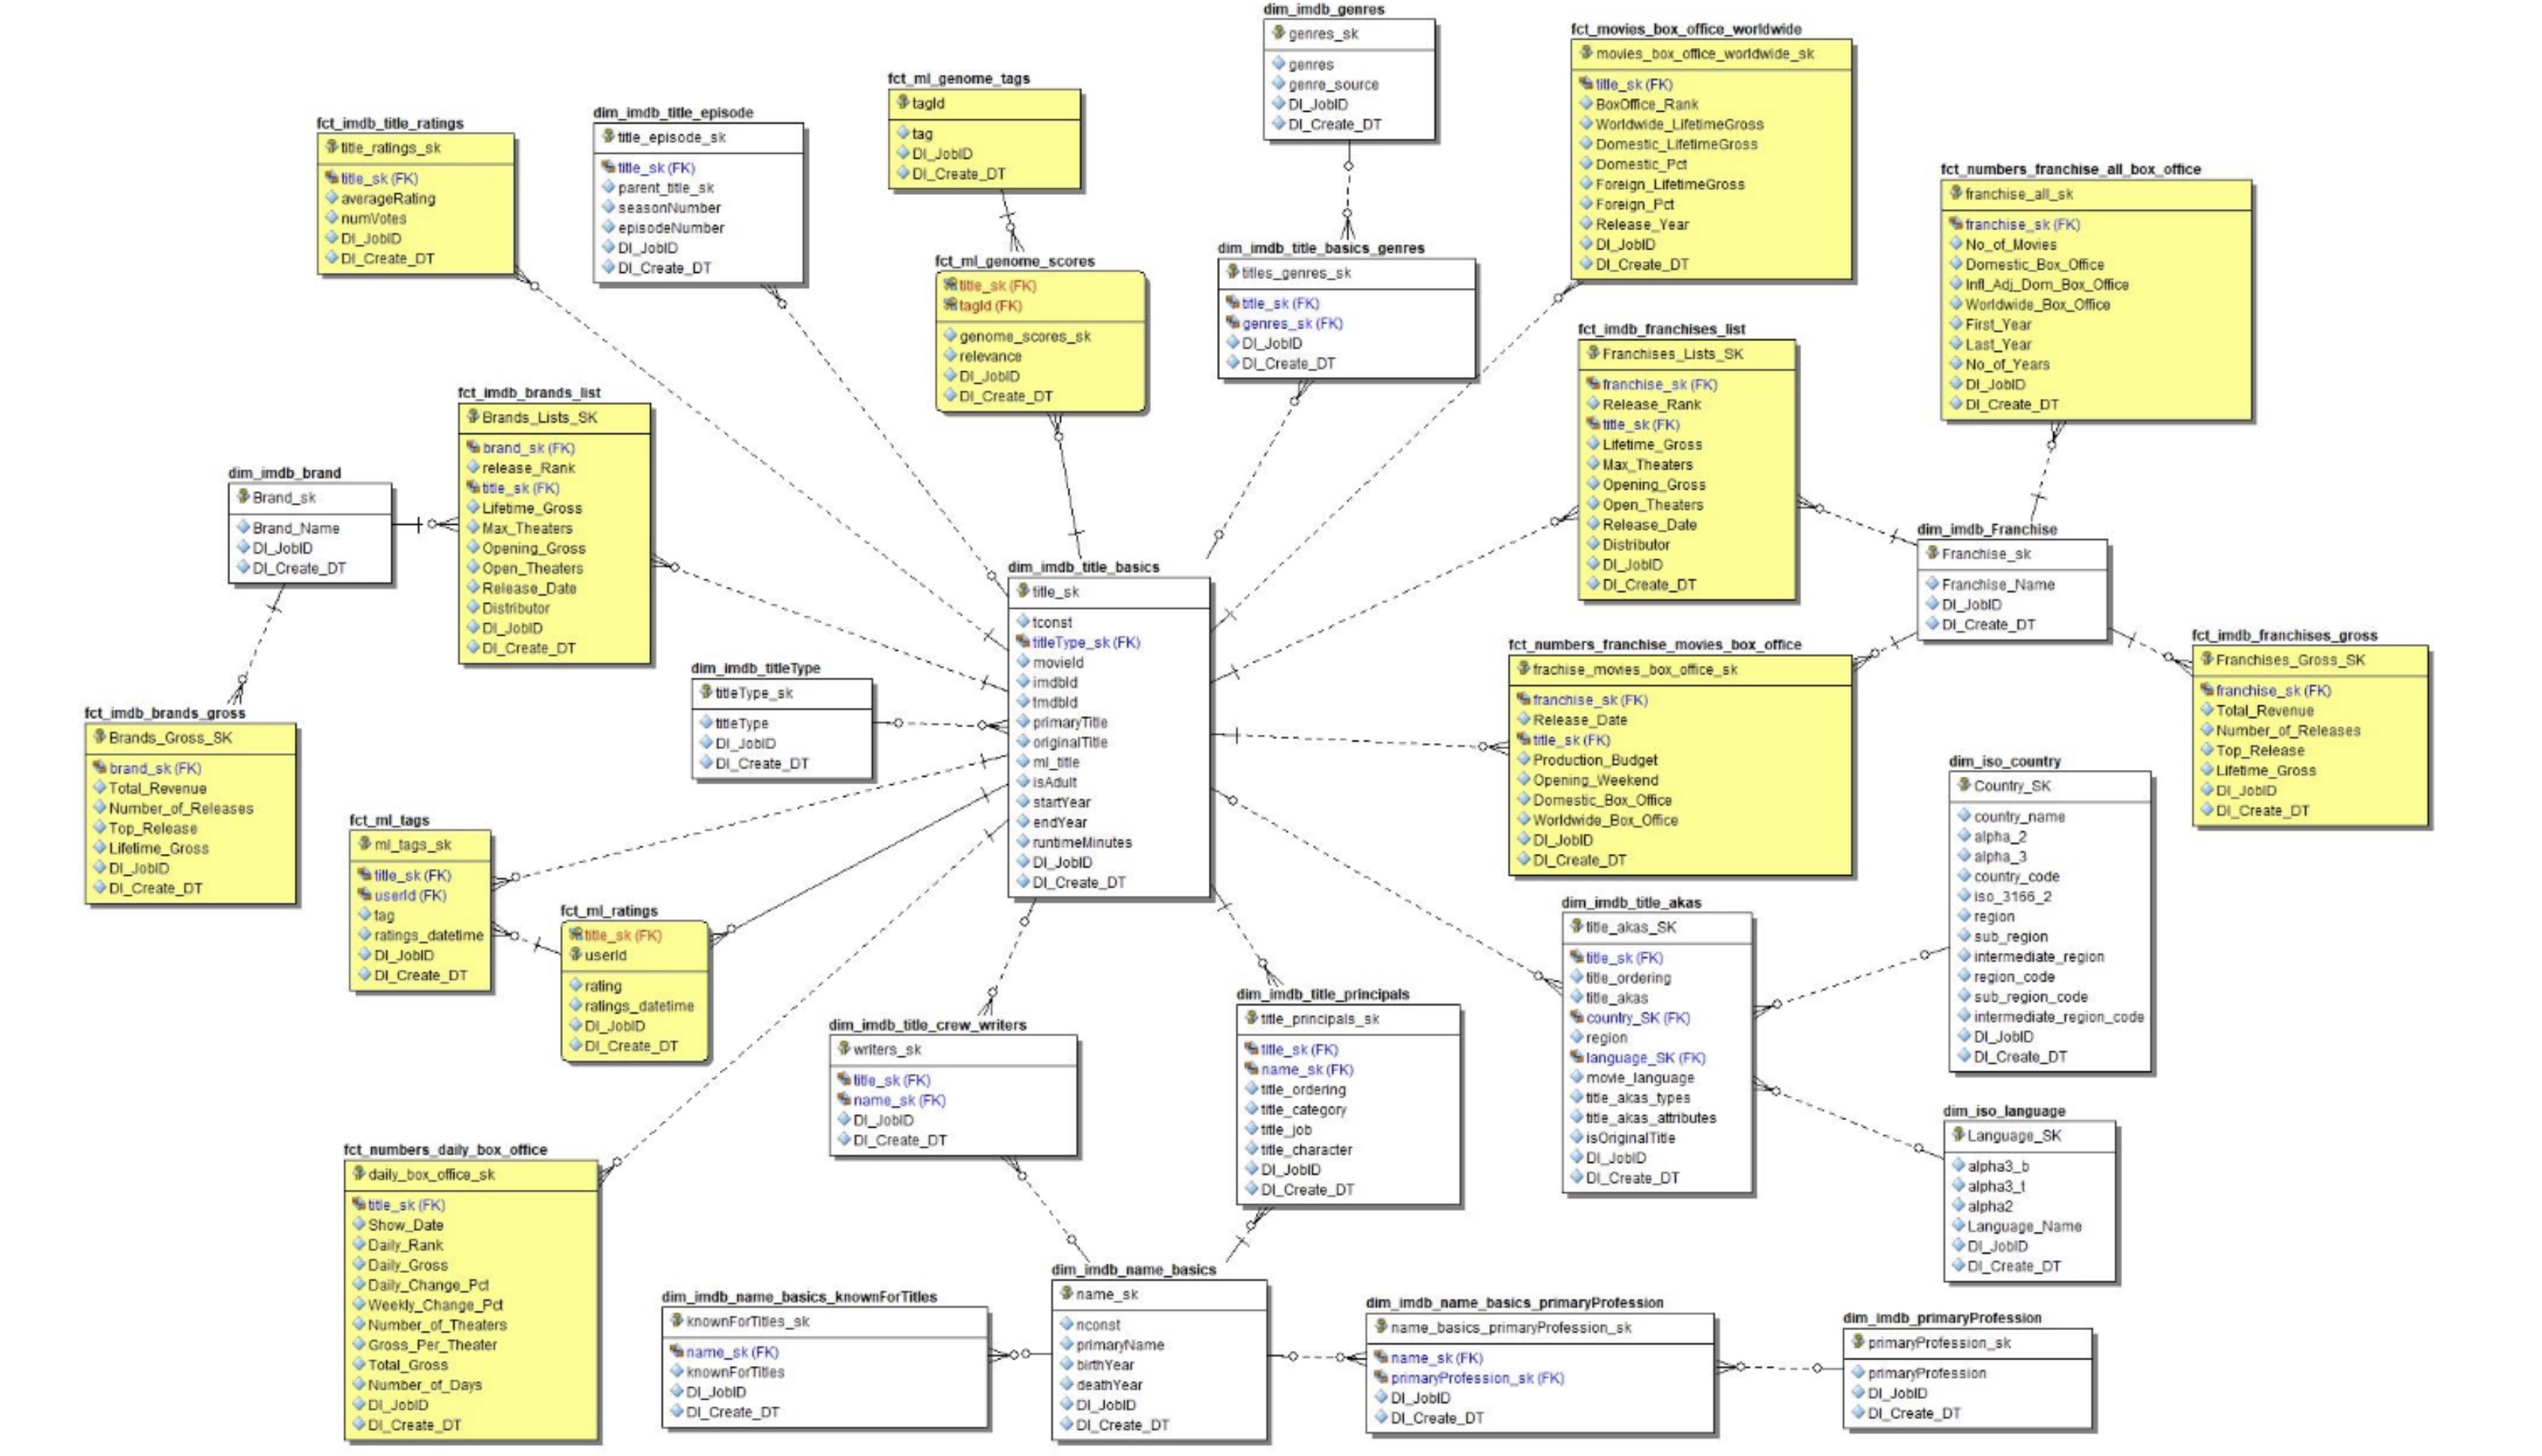 dim_imdb_genres
genres_sk
genres
genre_source
DI_JobID
DI_Create_DT
fct_movies_box_office_worldwide
movies_box_office_worldwide_sk
title_sk (FK)
BoxOffice_Rank
Worldwide_LifetimeGross
Domestic_LifetimeGross
Domestic_Pct
Foreign_LifetimeGross
Foreign_Pct
Release_Year
DI_JobID
DI_Create_DT
fct_ml_genome_tags
tagId
tag
DI_JobID
DI_Create_DT
dim_imdb_title_episode
title_episode_sk
title_sk (FK)
parent_title_sk
seasonNumber
episodeNumber
DI_JobID
DI_Create_DT
fct_imdb_title_ratings
title_ratings_sk
title_sk (FK)
averageRating
numVotes
DI_JobID
DI_Create_DT
fct_numbers_franchise_all_box_office
franchise_all_sk
franchise_sk (FK)
No_of_Movies
Domestic_Box_Office
Infl_Adj_Dom_Box_Office
Worldwide_Box_Office
First_Year
Last_Year
No_of_Years
DI_JobID
DI_Create_DT
dim_imdb_title_basics_genres
titles_genres_sk
title_sk (FK)
genres_sk (FK)
DI_JobID
DI_Create_DT
fct_ml_genome_scores
title_sk (FK)
tagId (FK)
genome_scores_sk
relevance
DI_JobID
DI_Create_DT
fct_imdb_franchises_list
Franchises_Lists_SK
franchise_sk (FK)
Release_Rank
title_sk (FK)
Lifetime_Gross
Max_Theaters
Opening_Gross
Open_Theaters
Release_Date
Distributor
DI_JobID
DI_Create_DT
fct_imdb_brands_list
Brands_Lists_SK
brand_sk (FK)
release_Rank
title_sk (FK)
Lifetime_Gross
Max_Theaters
Opening_Gross
Open_Theaters
Release_Date
Distributor
DI_JobID
DI_Create_DT
dim_imdb_brand
Brand_sk
Brand_Name
DI_JobID
DI_Create_DT
dim_imdb_Franchise
Franchise_sk
Franchise_Name
DI_JobID
DI_Create_DT
dim_imdb_title_basics
title_sk
tconst
titleType_sk (FK)
movieId
imdbId
tmdbId
primaryTitle
originalTitle
ml_title
isAdult
startYear
endYear
runtimeMinutes
DI_JobID
DI_Create_DT
fct_imdb_franchises_gross
Franchises_Gross_SK
franchise_sk (FK)
Total_Revenue
Number_of_Releases
Top_Release
Lifetime_Gross
DI_JobID
DI_Create_DT
fct_numbers_franchise_movies_box_office
frachise_movies_box_office_sk
franchise_sk (FK)
Release_Date
title_sk (FK)
Production_Budget
Opening_Weekend
Domestic_Box_Office
Worldwide_Box_Office
DI_JobID
DI_Create_DT
dim_imdb_titleType
titleType_sk
titleType
DI_JobID
DI_Create_DT
fct_imdb_brands_gross
Brands_Gross_SK
brand_sk (FK)
Total_Revenue
Number_of_Releases
Top_Release
Lifetime_Gross
DI_JobID
DI_Create_DT
dim_iso_country
Country_SK
country_name
alpha_2
alpha_3
country_code
iso_3166_2
region
sub_region
intermediate_region
region_code
sub_region_code
intermediate_region_code
DI_JobID
DI_Create_DT
fct_ml_tags
ml_tags_sk
title_sk (FK)
userId (FK)
tag
ratings_datetime
DI_JobID
DI_Create_DT
fct_ml_ratings
title_sk (FK)
userId
rating
ratings_datetime
DI_JobID
DI_Create_DT
dim_imdb_title_akas
title_akas_SK
title_sk (FK)
title_ordering
title_akas
country_SK (FK)
region
language_SK (FK)
movie_language
title_akas_types
title_akas_attributes
isOriginalTitle
DI_JobID
DI_Create_DT
dim_imdb_title_principals
title_principals_sk
title_sk (FK)
name_sk (FK)
title_ordering
title_category
title_job
title_character
DI_JobID
DI_Create_DT
dim_imdb_title_crew_writers
writers_sk
title_sk (FK)
name_sk (FK)
DI_JobID
DI_Create_DT
dim_iso_language
Language_SK
alpha3_b
alpha3_t
alpha2
Language_Name
DI_JobID
DI_Create_DT
fct_numbers_daily_box_office
daily_box_office_sk
title_sk (FK)
Show_Date
Daily_Rank
Daily_Gross
Daily_Change_Pct
Weekly_Change_Pct
Number_of_Theaters
Gross_Per_Theater
Total_Gross
Number_of_Days
DI_JobID
DI_Create_DT
dim_imdb_name_basics_knownForTitles
knownForTitles_sk
name_sk (FK)
knownForTitles
DI_JobID
DI_Create_DT
dim_imdb_name_basics
name_sk
nconst
primaryName
birthYear
deathYear
DI_JobID
DI_Create_DT
dim_imdb_name_basics_primaryProfession
name_basics_primaryProfession_sk
name_sk (FK)
primaryProfession_sk (FK)
DI_JobID
DI_Create_DT
dim_imdb_primaryProfession
primaryProfession_sk
primaryProfession
DI_JobID
DI_Create_DT